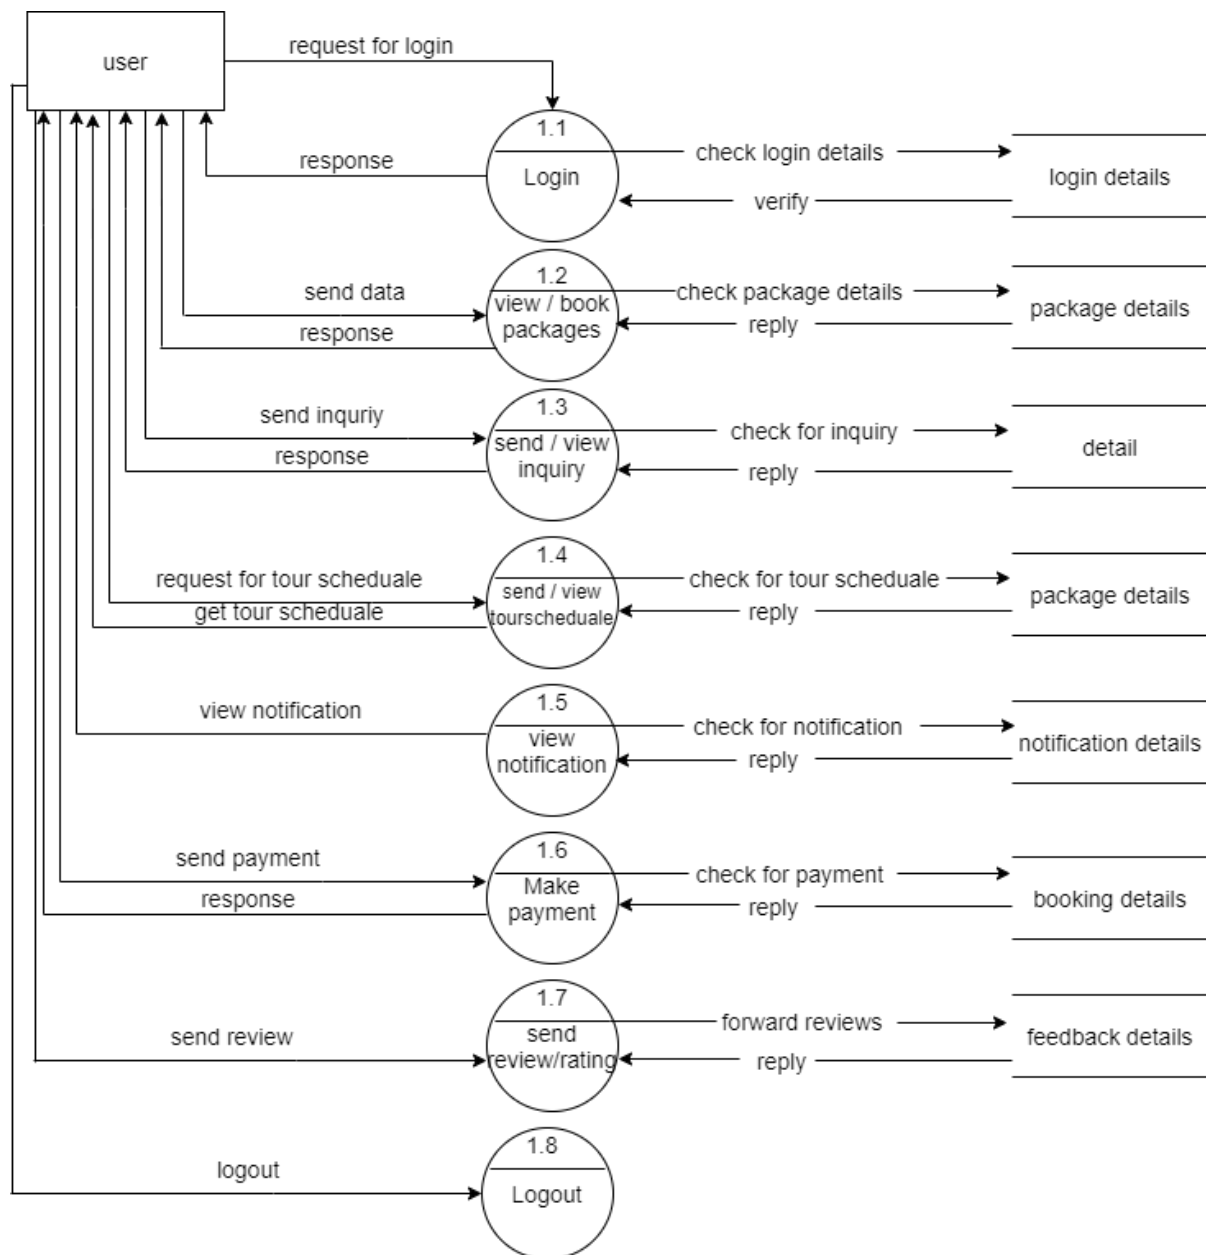 user
request for login
1.1
Login
response
check login details
verify
login details
1.2
view / book
packages
send data
response
check package details
reply
package details
1.3
send / view
inquiry
send inquriy
response
check for inquiry
reply
detail
1.4
send / view
tourscheduale
request for tour scheduale
get tour scheduale
check for tour scheduale
reply
package details
1.5
view
notification
view notification
check for notification
reply
notification details
1.6
Make
payment
send payment
response
check for payment
reply
booking details
1.7
send
review/rating
send review
forward reviews
reply
feedback details
1.8
Logout
logout